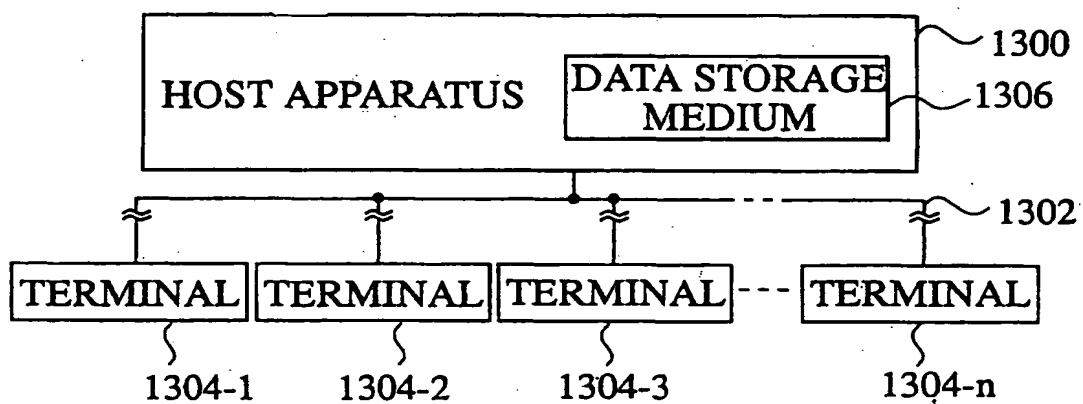 1300
HOST APPARATUS
DATA STORAGE
MEDIUM
1306
1302
TERMINAL TERMINAL TERMINAL TERMINAL
1304-1 1304-2 1304-3 1304-n